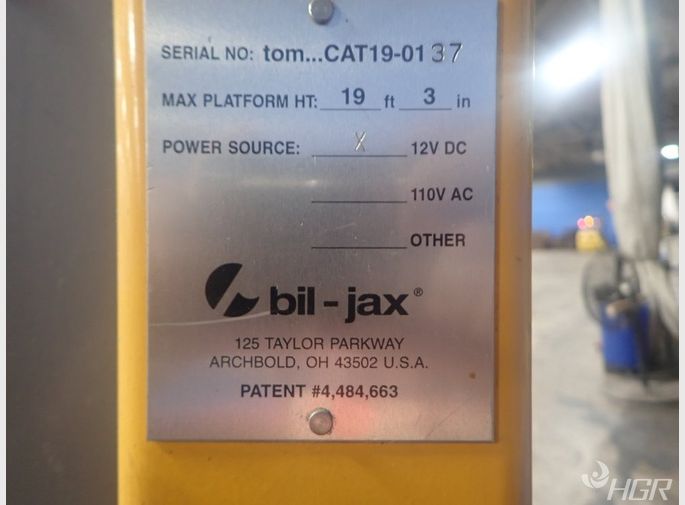 SERIAL NO: tom...CAT19-0137
MAX PLATFORM HT: 19 ft 3 in
POWER SOURCE: X 12V DC
110V AC
OTHER
bil-jax®
125 TAYLOR PARKWAY
ARCHBOLD, OH 43502 U.S.A.
PATENT #4,484,663
HGR